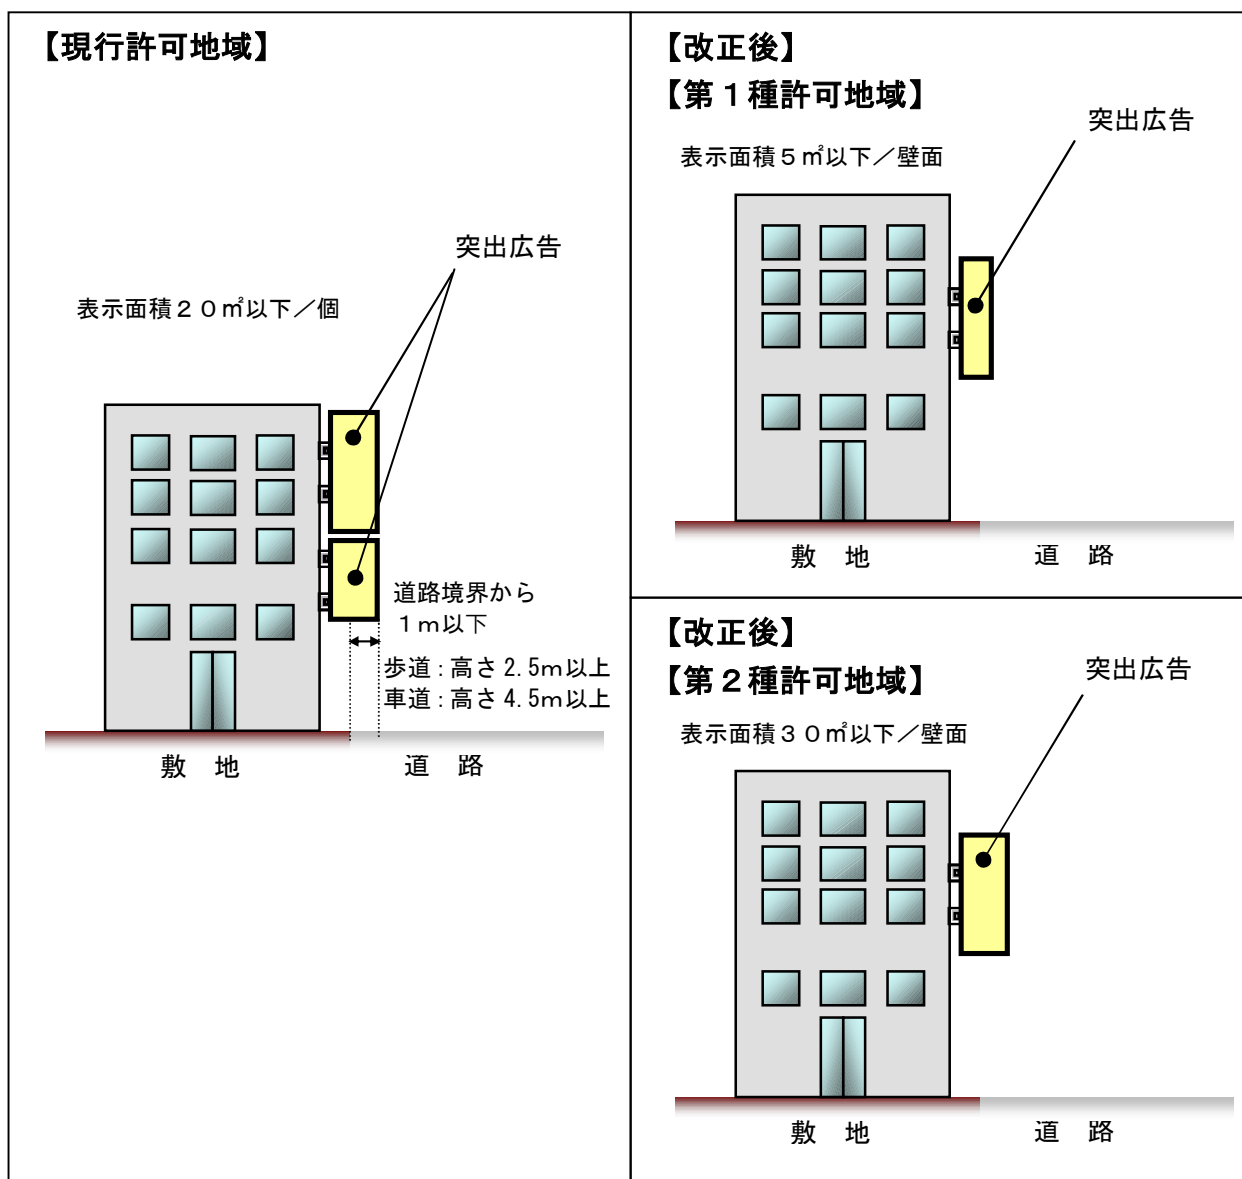 【現行許可地域】
突出広告
表示面積２０㎡以下／個
道路境界から
１ｍ以下
歩道：高さ2.5ｍ以上
車道：高さ4.5ｍ以上
敷　地
道　路
【改正後】
【第１種許可地域】
突出広告
表示面積５㎡以下／壁面
敷　地
道　路
【改正後】
【第２種許可地域】
突出広告
表示面積３０㎡以下／壁面
敷　地
道　路